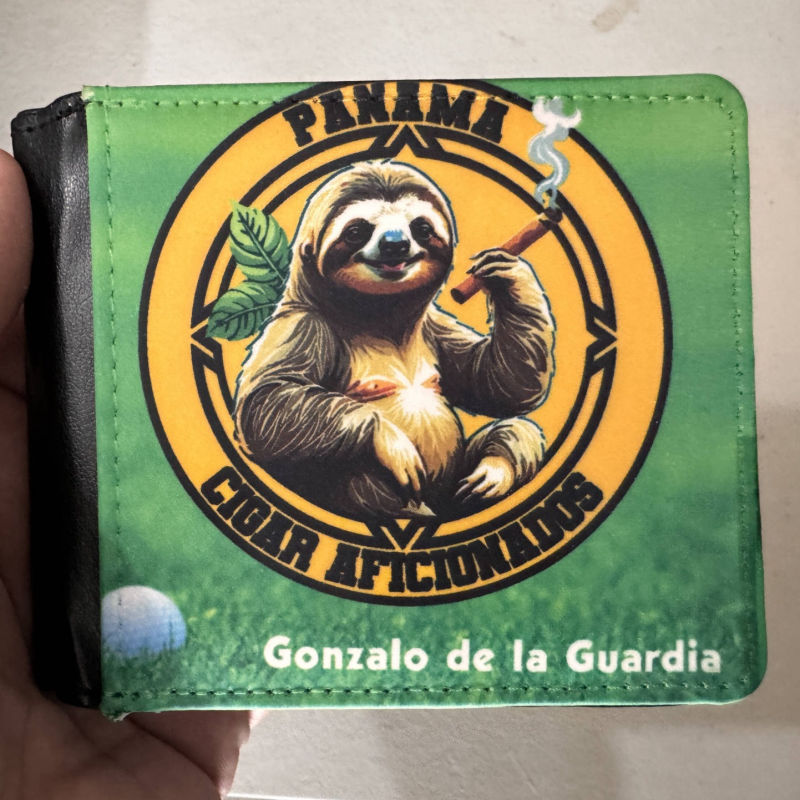 PANAMA
CIGAR AFICIONADOS
Gonzalo de la Guardia